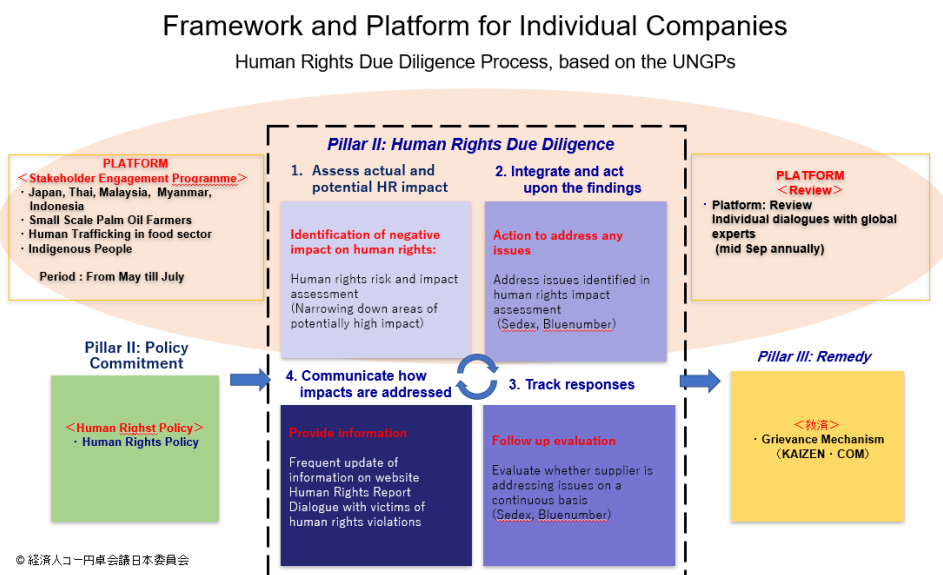 Framework and Platform for Individual Companies
Human Rights Due Diligence Process, based on the UNGPs
PLATFORM
＜Stakeholder Engagement Programme＞
・Japan, Thai, Malaysia, Myanmar,
Indonesia
・Small Scale Palm Oil Farmers
・Human Trafficking in food sector
・Indigenous People
Period : From May till July
Pillar II: Human Rights Due Diligence
1. Assess actual and
potential HR impact
Identification of negative
impact on human rights:
Human rights risk and impact
assessment
(Narrowing down areas of
potentially high impact)
2. Integrate and act
upon the findings
Action to address any
issues
Address issues identified in
human rights impact
assessment
(Sedex, Bluenumber)
PLATFORM
＜Review＞
・Platform: Review
Individual dialogues with global
experts
(mid Sep annually)
Pillar II: Policy
Commitment
＜Human Righst Policy＞
・Human Rights Policy
4. Communicate how
impacts are addressed
Provide information
Frequent update of
information on website
Human Rights Report
Dialogue with victims of
human rights violations
3. Track responses
Follow up evaluation
Evaluate whether supplier is
addressing issues on a
continuous basis
(Sedex, Bluenumber)
Pillar III: Remedy
＜救済＞
・Grievance Mechanism
（KAIZEN・COM）
© 経済人コー円卓会議日本委員会